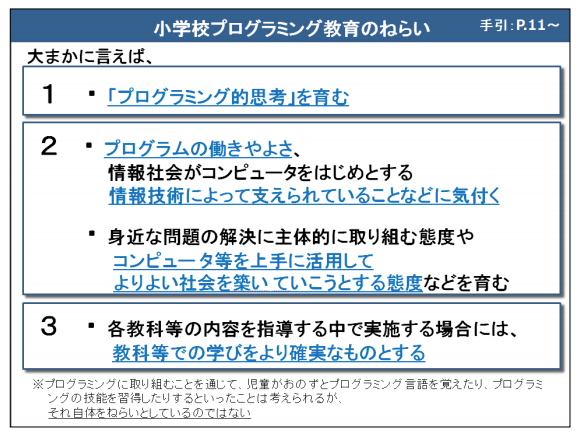 小学校プログラミング教育のねらい 手引：P.11～
大まかに言えば、
1 ▪ 「プログラミング的思考」を育む
2 ▪ プログラムの働きやよさ、
情報社会がコンピュータをはじめとする
情報技術によって支えられていることなどに気付く
▪ 身近な問題の解決に主体的に取り組む態度や
コンピュータ等を上手に活用して
よりよい社会を築いていこうとする態度などを育む
3 ▪ 各教科等の内容を指導する中で実施する場合には、
教科等での学びをより確実なものとする
※プログラミングに取り組むことを通じて、児童がおのずとプログラミング言語を覚えたり、プログラミ
ングの技能を習得したりするといったことは考えられるが、
それ自体をねらいとしているのではない